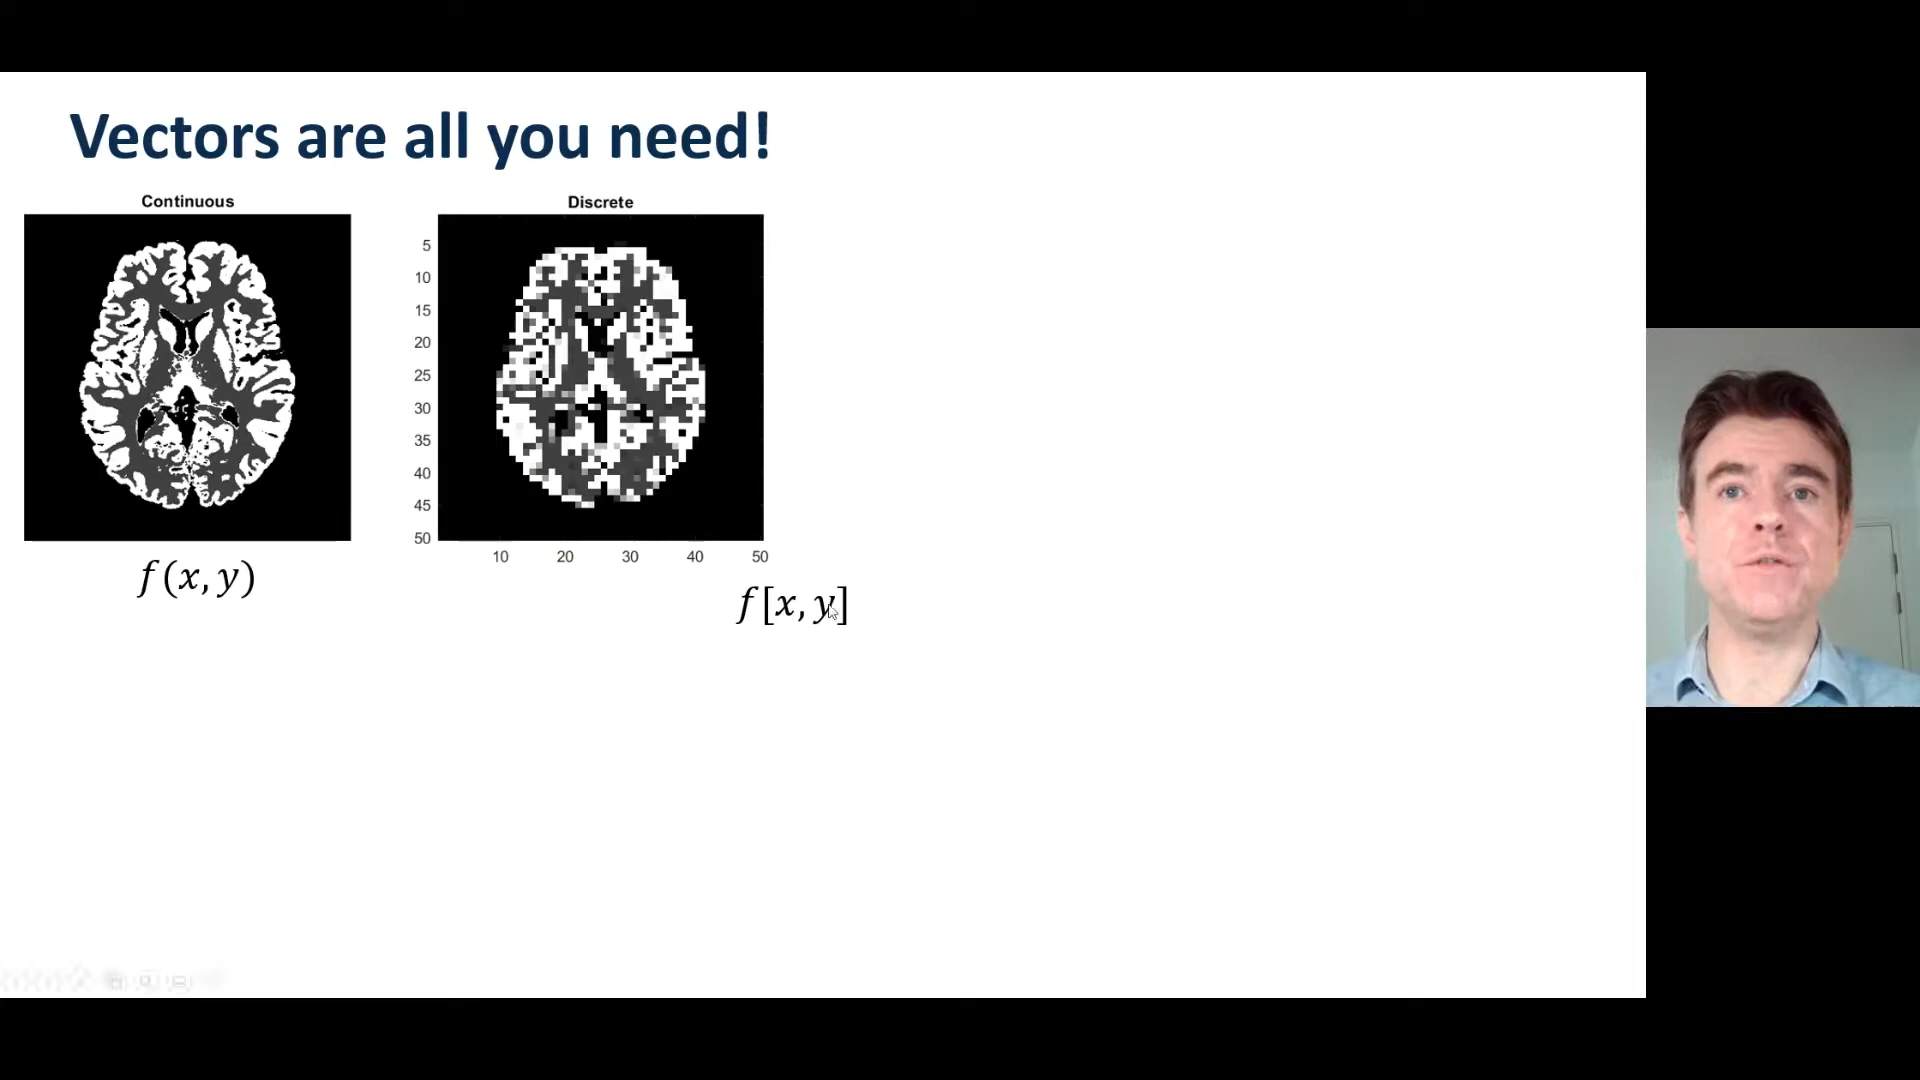 Vectors are all you need!
Continuous
Discrete
5
10
15
20
25
30
35
40
45
50
10 20 30 40 50
f(x, y)
f[x, y]